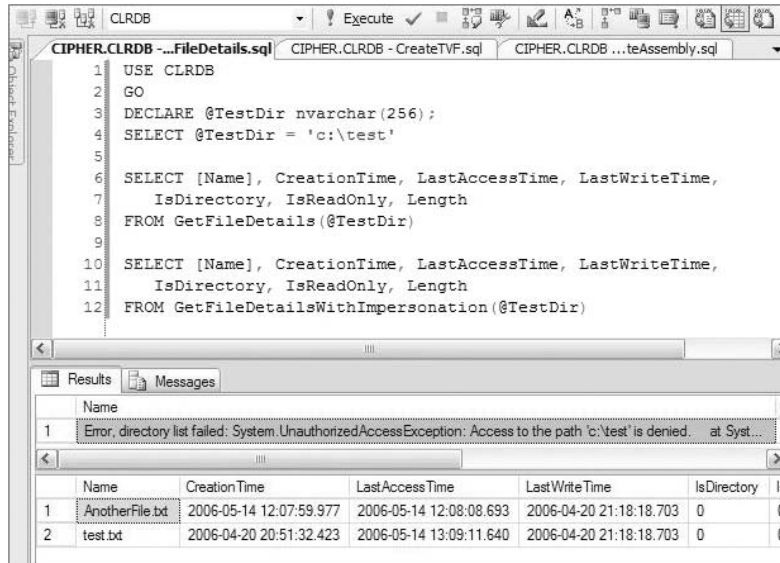 CLRDB
Execute
Object Explorer
CIPHER.CLRDB -...FileDetails.sql CIPHER.CLRDB - CreateTVF.sql CIPHER.CLRDB ...teAssembly.sql
1 USE CLRDB
2 GO
3 DECLARE @TestDir nvarchar(256);
4 SELECT @TestDir = 'c:\test'
5
6 SELECT [Name], CreationTime, LastAccessTime, LastWriteTime,
7 IsDirectory, IsReadOnly, Length
8 FROM GetFileDetails(@TestDir)
9
10 SELECT [Name], CreationTime, LastAccessTime, LastWriteTime,
11 IsDirectory, IsReadOnly, Length
12 FROM GetFileDetailsWithImpersonation(@TestDir)
Results Messages
Name
1 Error, directory list failed: System.UnauthorizedAccessException: Access to the path 'c:\test' is denied. at Syst...
Name CreationTime LastAccessTime LastWriteTime IsDirectory
1 AnotherFile.txt 2006-05-14 12:07:59.977 2006-05-14 12:08:08.693 2006-04-20 21:18:18.703 0
2 test.txt 2006-04-20 20:51:32.423 2006-05-14 13:09:11.640 2006-04-20 21:18:18.703 0